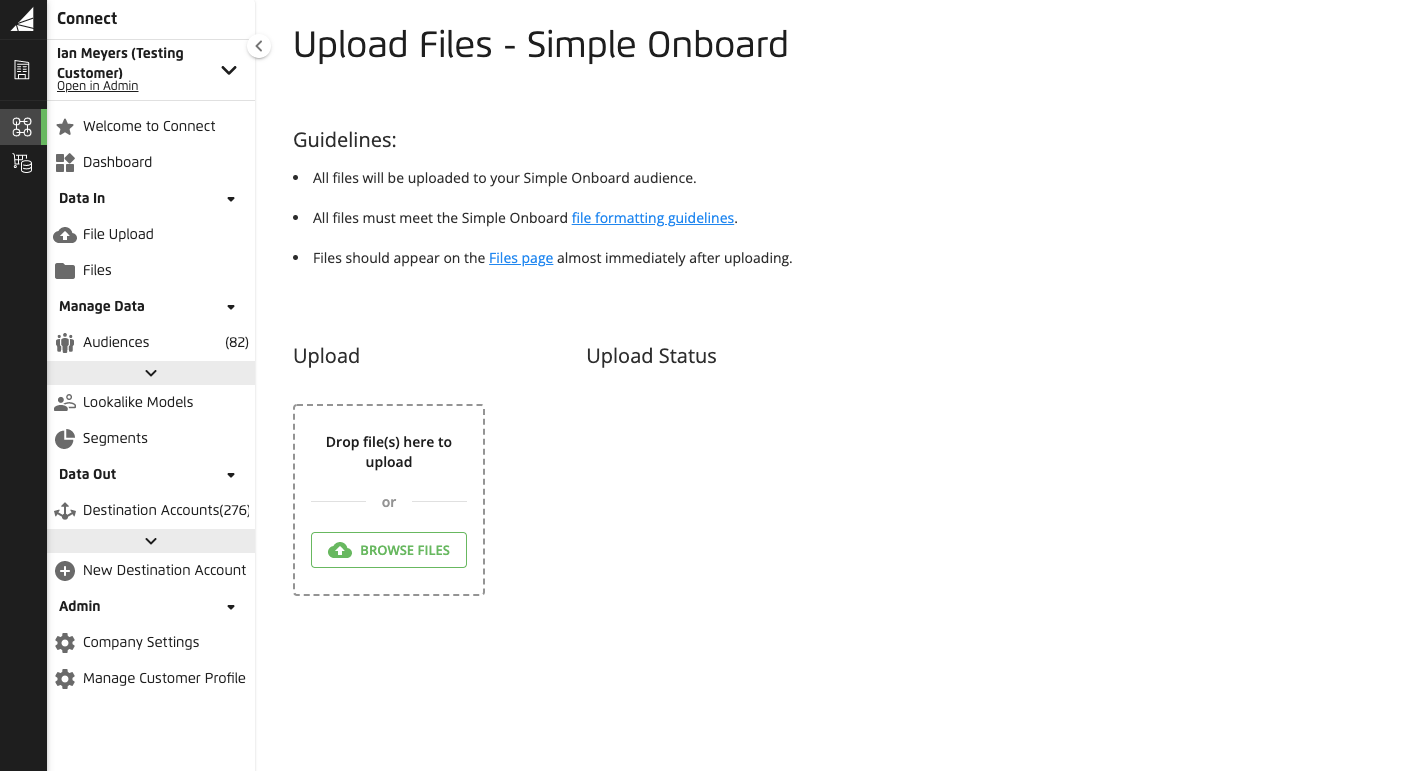 Connect
Ian Meyers (Testing
Customer)
Open in Admin
Welcome to Connect
Dashboard
Data In
File Upload
Files
Manage Data
Audiences (82)
Lookalike Models
Segments
Data Out
Destination Accounts(276)
New Destination Account
Admin
Company Settings
Manage Customer Profile
Upload Files - Simple Onboard
Guidelines:
• All files will be uploaded to your Simple Onboard audience.
• All files must meet the Simple Onboard file formatting guidelines.
• Files should appear on the Files page almost immediately after uploading.
Upload
Upload Status
Drop file(s) here to
upload
or
BROWSE FILES